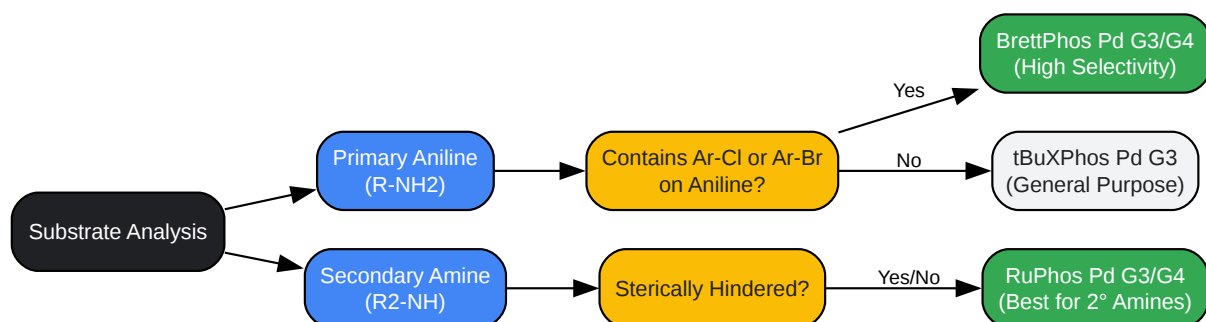 Substrate Analysis
Primary Aniline
(R-NH2)
Contains Ar-Cl or Ar-Br
on Aniline?
Yes
BrettPhos Pd G3/G4
(High Selectivity)
No
tBuXPhos Pd G3
(General Purpose)
Secondary Amine
(R2-NH)
Sterically Hindered?
Yes/No
RuPhos Pd G3/G4
(Best for 2° Amines)